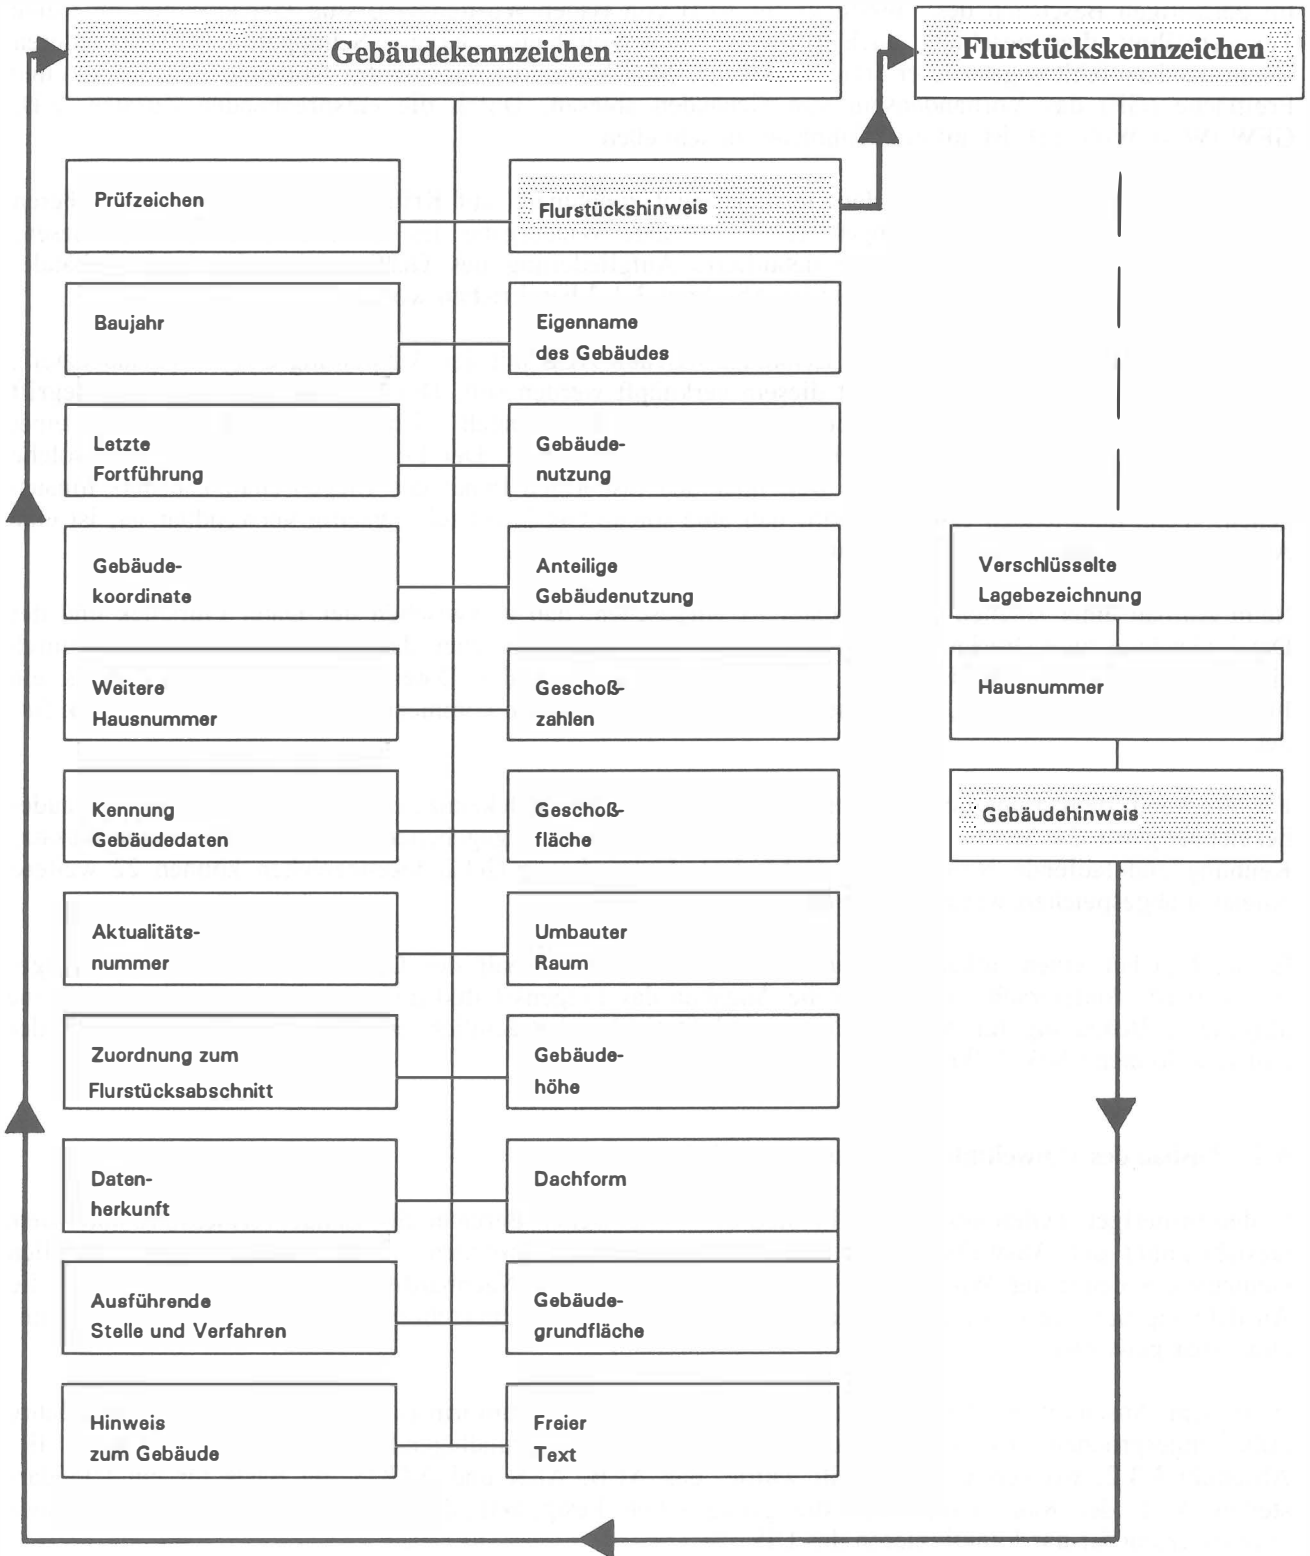 Gebäudekennzeichen
Flurstückskennzeichen
Prüfzeichen
Flurstückshinweis
Baujahr
Eigenname
des Gebäudes
Letzte
Fortführung
Gebäude-
nutzung
Gebäude-
koordinate
Anteilige
Gebäudenutzung
Verschlüsselte
Lagebezeichnung
Weitere
Hausnummer
Geschoß-
zahlen
Hausnummer
Kennung
Gebäudedaten
Geschoß-
fläche
Gebäudehinweis
Aktualitäts-
nummer
Umbauter
Raum
Zuordnung zum
Flurstücksabschnitt
Gebäude-
höhe
Daten-
herkunft
Dachform
Ausführende
Stelle und Verfahren
Gebäude-
grundfläche
Hinweis
zum Gebäude
Freier
Text